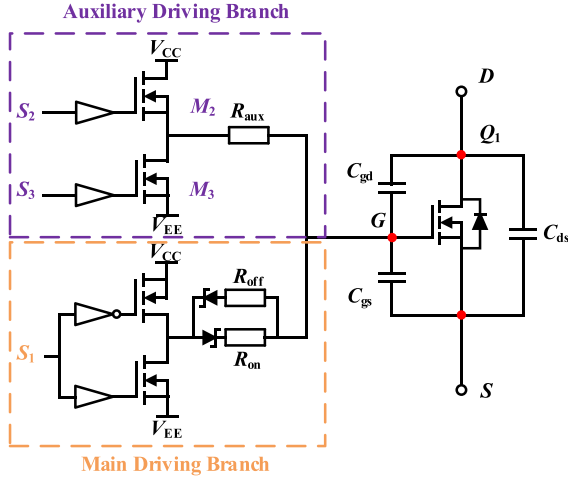 Auxiliary Driving Branch
VCC
S2
M2
Raux
S3
M3
VEE
D
Q1
Cgd
G
Cds
Cgs
S
VCC
Roff
S1
Ron
VEE
Main Driving Branch